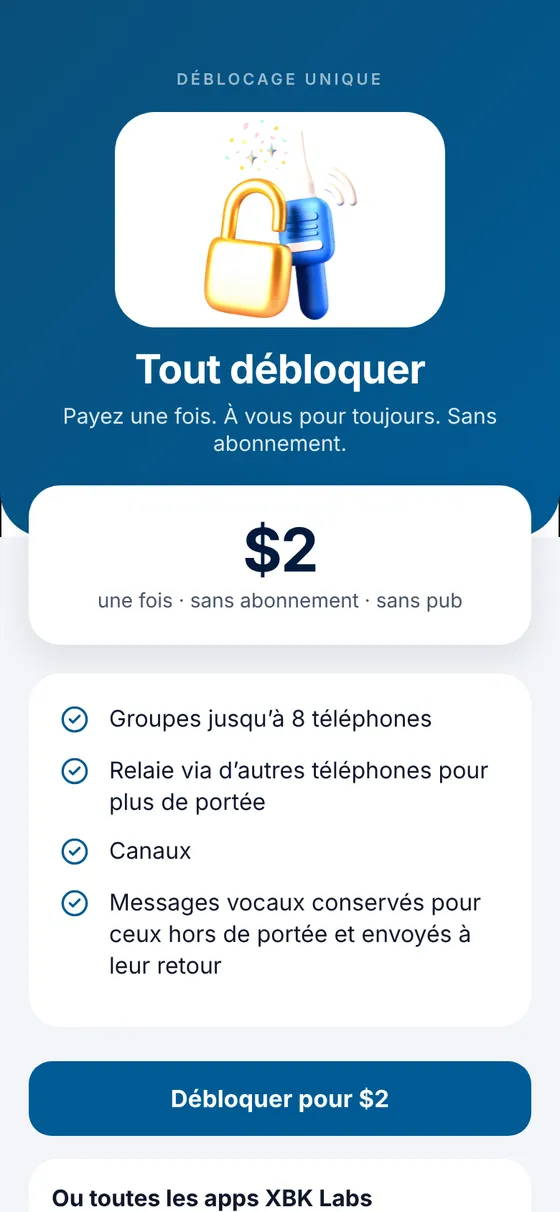 DÉBLOCAGE UNIQUE
Tout débloquer
Payez une fois. À vous pour toujours. Sans
abonnement.
$2
une fois · sans abonnement · sans pub
Groupes jusqu’à 8 téléphones
Relaie via d’autres téléphones pour
plus de portée
Canaux
Messages vocaux conservés pour
ceux hors de portée et envoyés à
leur retour
Débloquer pour $2
Ou toutes les apps XBK Labs